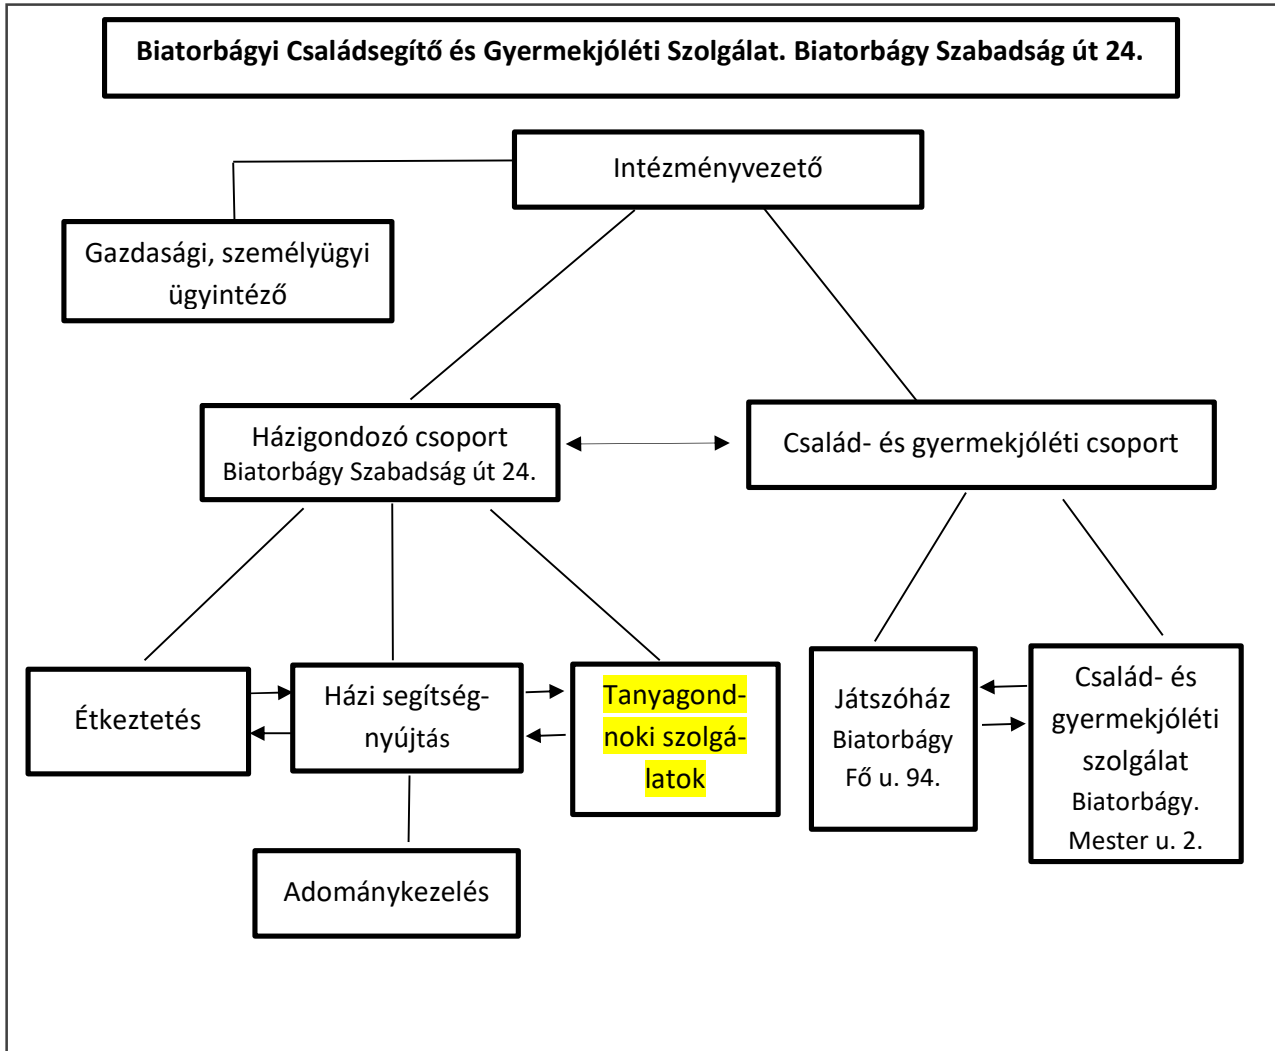 Biatorbágyi Családsegítő és Gyermekjóléti Szolgálat. Biatorbágy Szabadság út 24.
Intézményvezető
Gazdasági, személyügyi
ügyintéző
Házigondozó csoport
Biatorbágy Szabadság út 24.
Család- és gyermekjóléti csoport
Étkeztetés
Házi segítség-
nyújtás
Tanyagond-
noki szolgá-
latok
Játszóház
Biatorbágy
Fő u. 94.
Család- és
gyermekjóléti
szolgálat
Biatorbágy.
Mester u. 2.
Adománykezelés